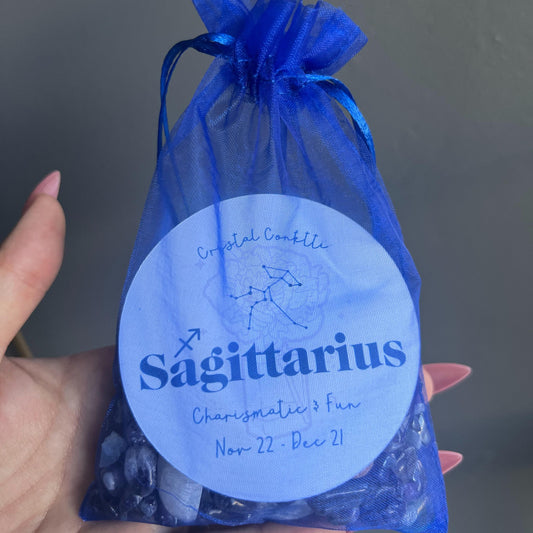 Crystal Confetti
♐ Sagittarius
Charismatic & Fun
Nov 22 - Dec 21